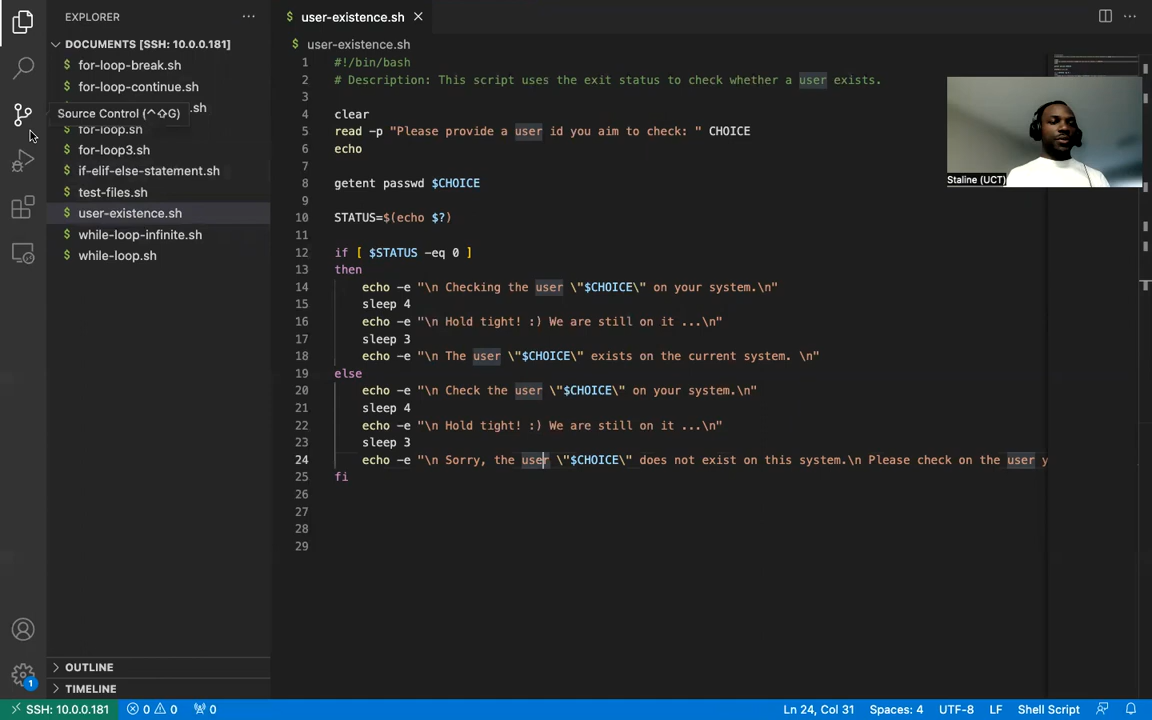 EXPLORER
user-existence.sh
DOCUMENTS [SSH: 10.0.0.181]
for-loop-break.sh
for-loop-continue.sh
.sh
Source Control (^⇧G)
for-loop.sh
for-loop3.sh
if-elif-else-statement.sh
test-files.sh
user-existence.sh
while-loop-infinite.sh
while-loop.sh
OUTLINE
TIMELINE
user-existence.sh
1 #!/bin/bash
2 # Description: This script uses the exit status to check whether a user exists.
3
4 clear
5 read -p "Please provide a user id you aim to check: " CHOICE
6 echo
7
8 getent passwd $CHOICE
9
10 STATUS=$(echo $?)
11
12 if [ $STATUS -eq 0 ]
13 then
14 echo -e "\n Checking the user \"$CHOICE\" on your system.\n"
15 sleep 4
16 echo -e "\n Hold tight! :) We are still on it ...\n"
17 sleep 3
18 echo -e "\n The user \"$CHOICE\" exists on the current system. \n"
19 else
20 echo -e "\n Check the user \"$CHOICE\" on your system.\n"
21 sleep 4
22 echo -e "\n Hold tight! :) We are still on it ...\n"
23 sleep 3
24 echo -e "\n Sorry, the user \"$CHOICE\" does not exist on this system.\n Please check on the user y
25 fi
26
27
28
29
Staline (UCT)
1
SSH: 10.0.0.181 0 0 0 Ln 24, Col 31 Spaces: 4 UTF-8 LF Shell Script